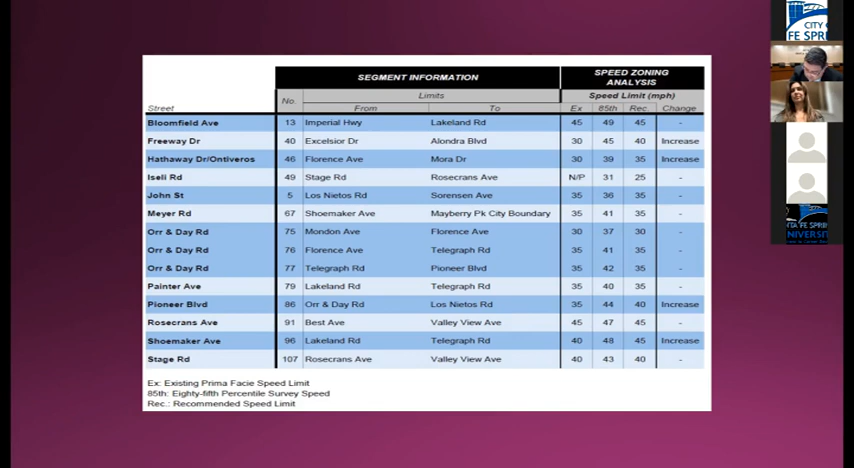 SEGMENT INFORMATION SPEED ZONING ANALYSIS
Limits Speed Limit (mph)
Street No. From To Ex 85th Rec. Change
Bloomfield Ave 13 Imperial Hwy Lakeland Rd 45 49 45 -
Freeway Dr 40 Excelsior Dr Alondra Blvd 30 45 40 Increase
Hathaway Dr/Ontiveros 46 Florence Ave Mora Dr 30 39 35 Increase
Iseli Rd 49 Stage Rd Rosecrans Ave N/P 31 25 -
John St 5 Los Nietos Rd Sorensen Ave 35 36 35 -
Meyer Rd 67 Shoemaker Ave Mayberry Pk City Boundary 35 41 35 -
Orr & Day Rd 75 Mondon Ave Florence Ave 30 37 30 -
Orr & Day Rd 76 Florence Ave Telegraph Rd 35 41 35 -
Orr & Day Rd 77 Telegraph Rd Pioneer Blvd 35 42 35 -
Painter Ave 79 Lakeland Rd Telegraph Rd 35 40 35 -
Pioneer Blvd 86 Orr & Day Rd Los Nietos Rd 35 44 40 Increase
Rosecrans Ave 91 Best Ave Valley View Ave 45 47 45 -
Shoemaker Ave 96 Lakeland Rd Telegraph Rd 40 48 45 Increase
Stage Rd 107 Rosecrans Ave Valley View Ave 40 43 40 -
Ex: Existing Prima Facie Speed Limit
85th: Eighty-fifth Percentile Survey Speed
Rec.: Recommended Speed Limit
CITY O
FE SPRI
TA FE SPRIN
NIVERSI